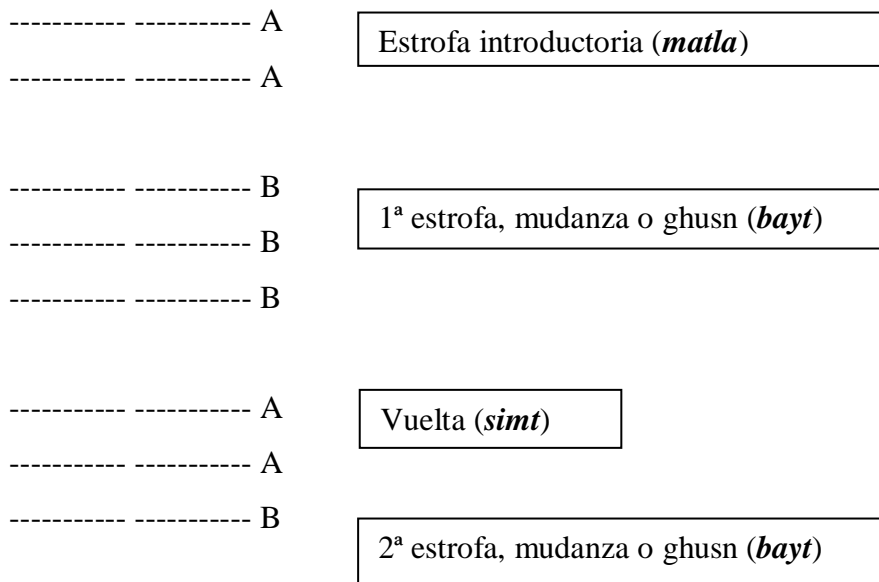 ----------- ----------- A
Estrofa introductoria (matla)
----------- ----------- A
----------- ----------- B
1ª estrofa, mudanza o ghusn (bayt)
----------- ----------- B
----------- ----------- B
----------- ----------- A
Vuelta (simt)
----------- ----------- A
----------- ----------- B
2ª estrofa, mudanza o ghusn (bayt)